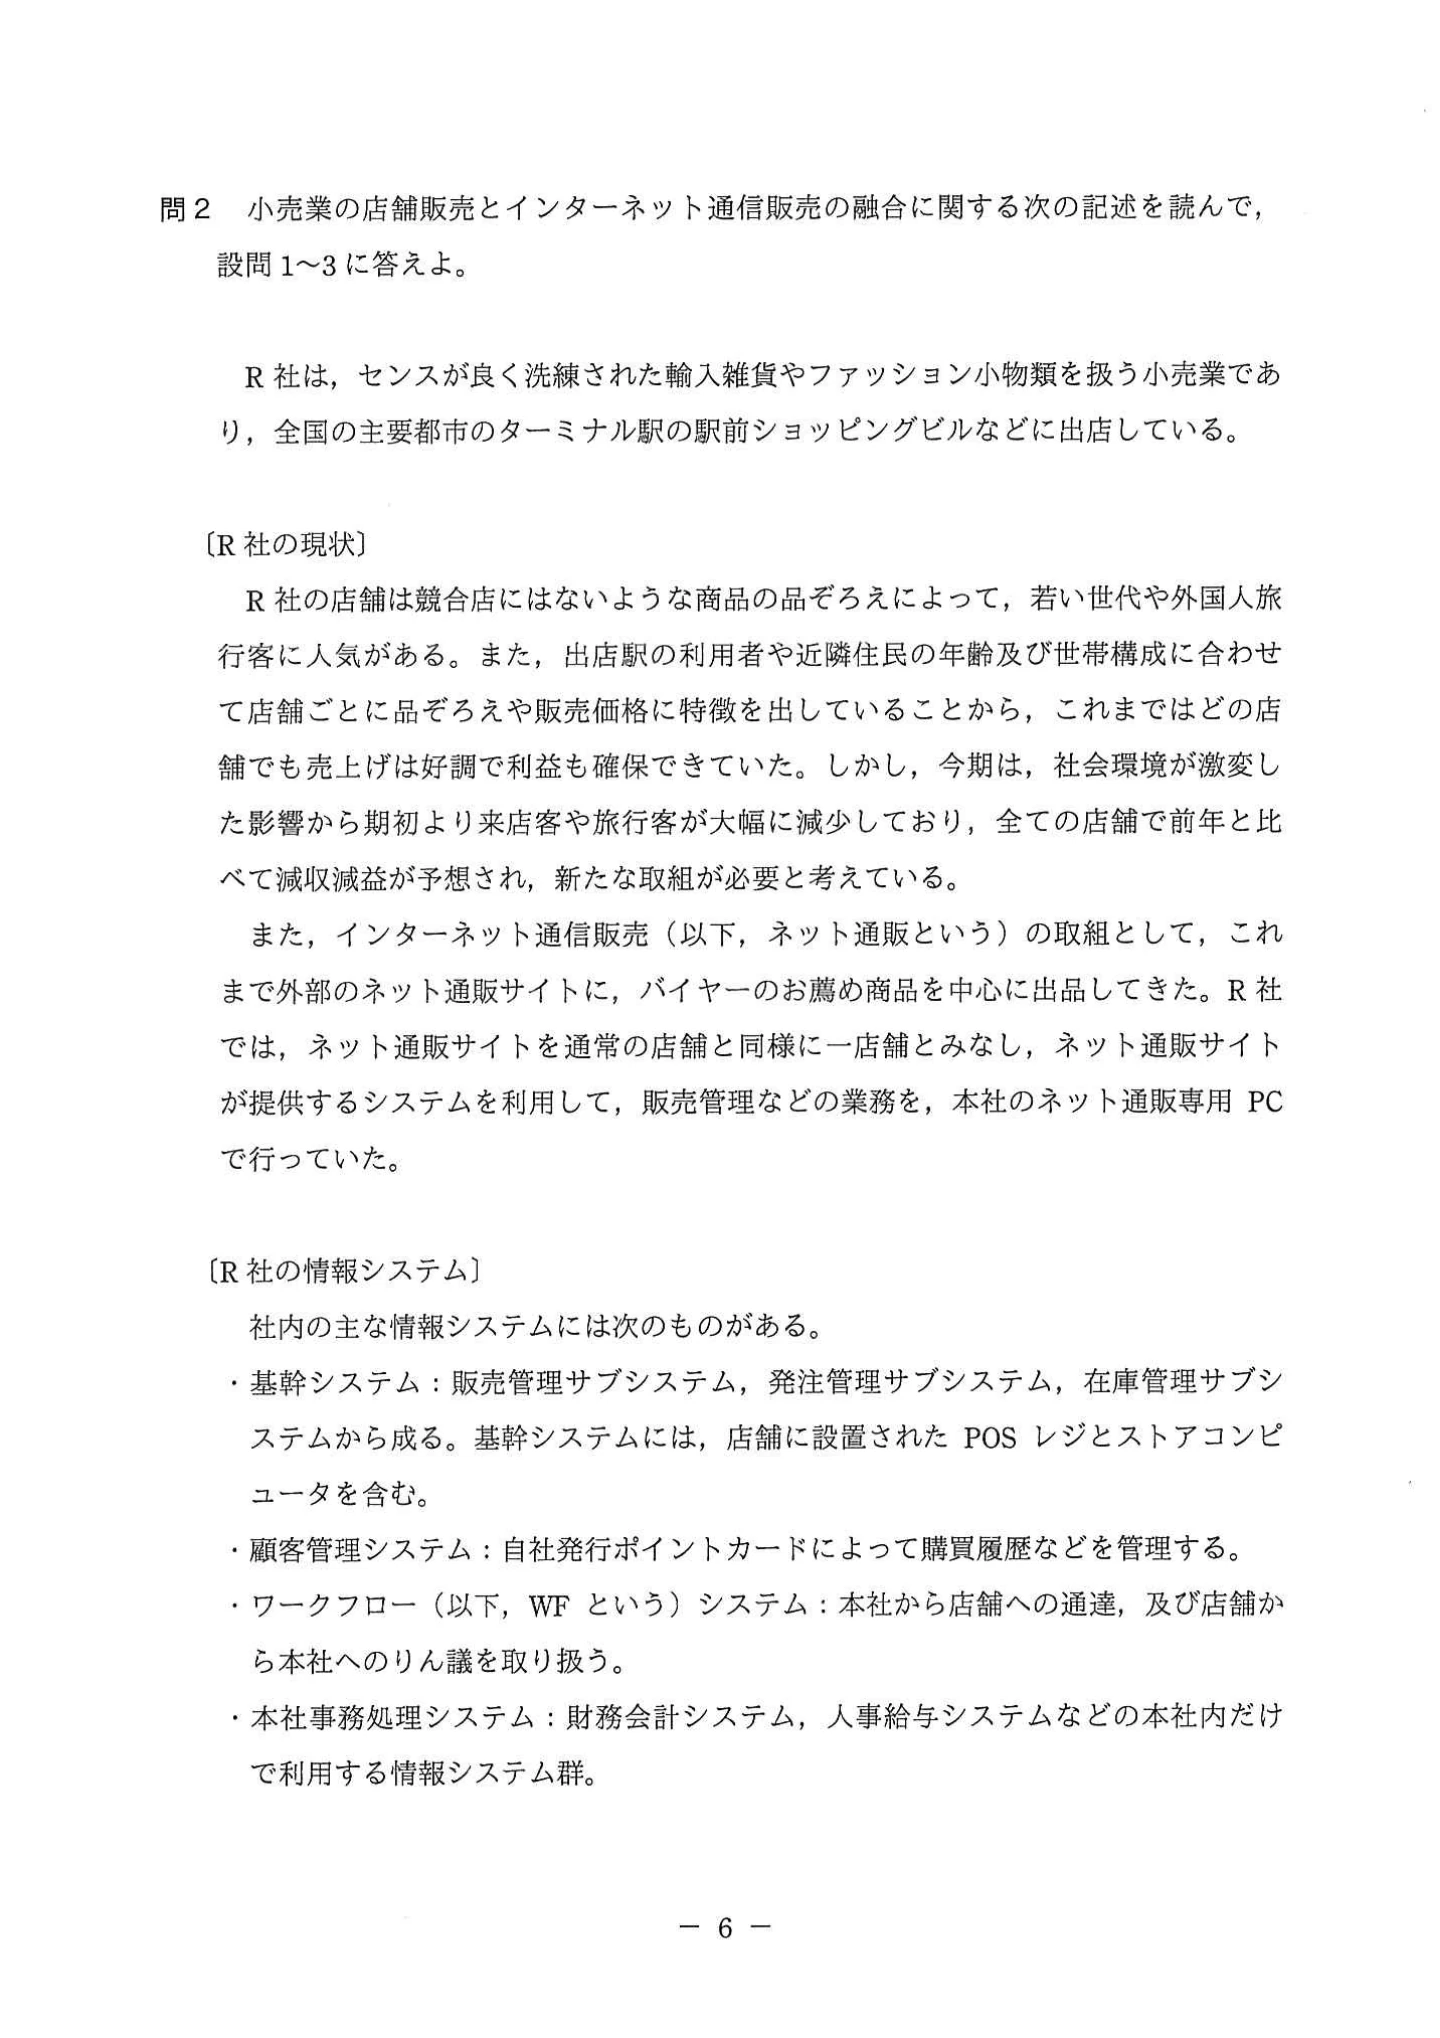 問2　小売業の店舗販売とインターネット通信販売の融合に関する次の記述を読んで，
設問1～3に答えよ。
R 社は，センスが良く洗練された輸入雑貨やファッション小物類を扱う小売業であ
り，全国の主要都市のターミナル駅の駅前ショッピングビルなどに出店している。
〔R 社の現状〕
R 社の店舗は競合店にはないような商品の品ぞろえによって，若い世代や外国人旅
行客に人気がある。また，出店駅の利用者や近隣住民の年齢及び世帯構成に合わせ
て店舗ごとに品ぞろえや販売価格に特徴を出していることから，これまではどの店
舗でも売上げは好調で利益も確保できていた。しかし，今期は，社会環境が激変し
た影響から期初より来店客や旅行客が大幅に減少しており，全ての店舗で前年と比
べて減収減益が予想され，新たな取組が必要と考えている。
また，インターネット通信販売（以下，ネット通販という）の取組として，これ
まで外部のネット通販サイトに，バイヤーのお薦め商品を中心に出品してきた。R 社
では，ネット通販サイトを通常の店舗と同様に一店舗とみなし，ネット通販サイト
が提供するシステムを利用して，販売管理などの業務を，本社のネット通販専用 PC
で行っていた。
〔R 社の情報システム〕
社内の主な情報システムには次のものがある。
・基幹システム：販売管理サブシステム，発注管理サブシステム，在庫管理サブシ
ステムから成る。基幹システムには，店舗に設置された POS レジとストアコンピ
ュータを含む。
・顧客管理システム：自社発行ポイントカードによって購買履歴などを管理する。
・ワークフロー（以下，WF という）システム：本社から店舗への通達，及び店舗か
ら本社へのりん議を取り扱う。
・本社事務処理システム：財務会計システム，人事給与システムなどの本社内だけ
で利用する情報システム群。
－ 6 －